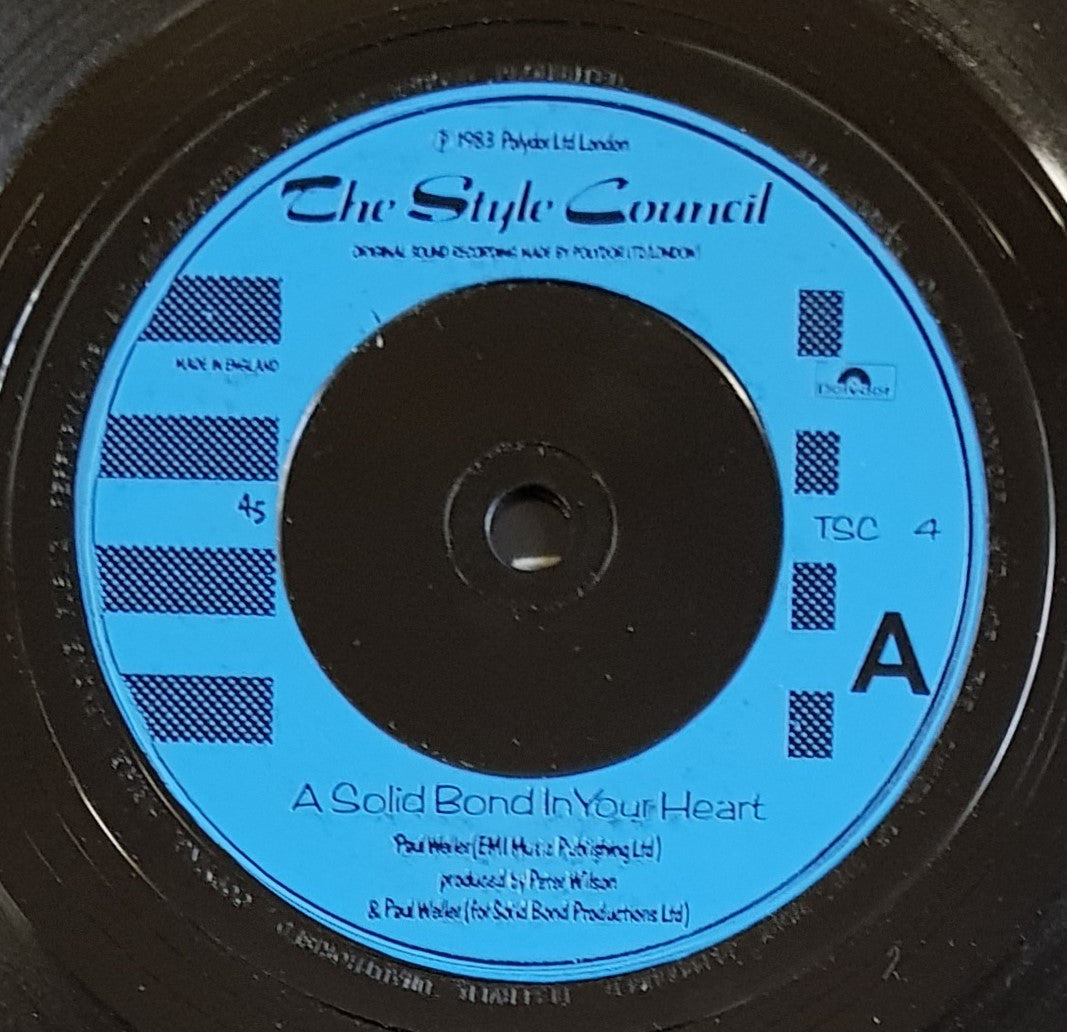 ℗ 1983 Polydor Ltd London
The Style Council
ORIGINAL SOUND RECORDING MADE BY POLYDOR LTD (LONDON)
MADE IN ENGLAND
polydor
45
TSC 4
A
A Solid Bond In Your Heart
Paul Weller (EMI Music Publishing Ltd)
produced by Peter Wilson
& Paul Weller (for Solid Bond Productions Ltd)